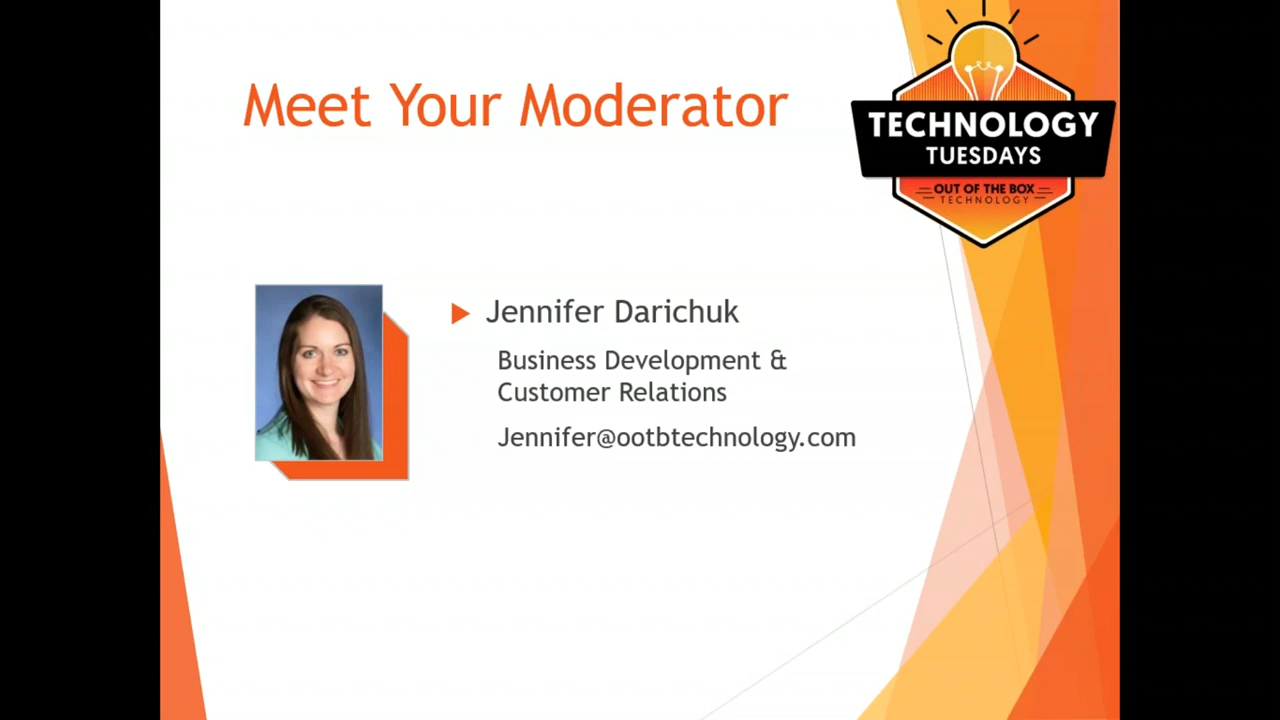 Meet Your Moderator
TECHNOLOGY
TUESDAYS
OUT OF THE BOX
TECHNOLOGY
Jennifer Darichuk
Business Development &
Customer Relations
Jennifer@ootbtechnology.com